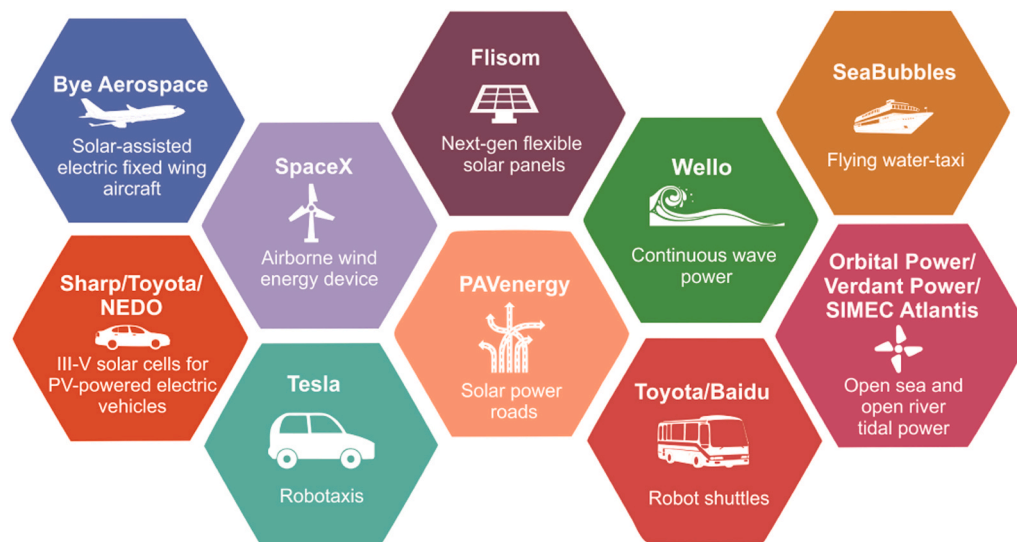 Bye Aerospace
Solar-assisted
electric fixed wing
aircraft
SpaceX
Airborne wind
energy device
Flisom
Next-gen flexible
solar panels
Wello
Continuous wave
power
SeaBubbles
Flying water-taxi
Sharp/Toyota/
NEDO
III-V solar cells for
PV-powered electric
vehicles
Tesla
Robotaxis
PAVenergy
Solar power
roads
Toyota/Baidu
Robot shuttles
Orbital Power/
Verdant Power/
SIMEC Atlantis
Open sea and
open river
tidal power